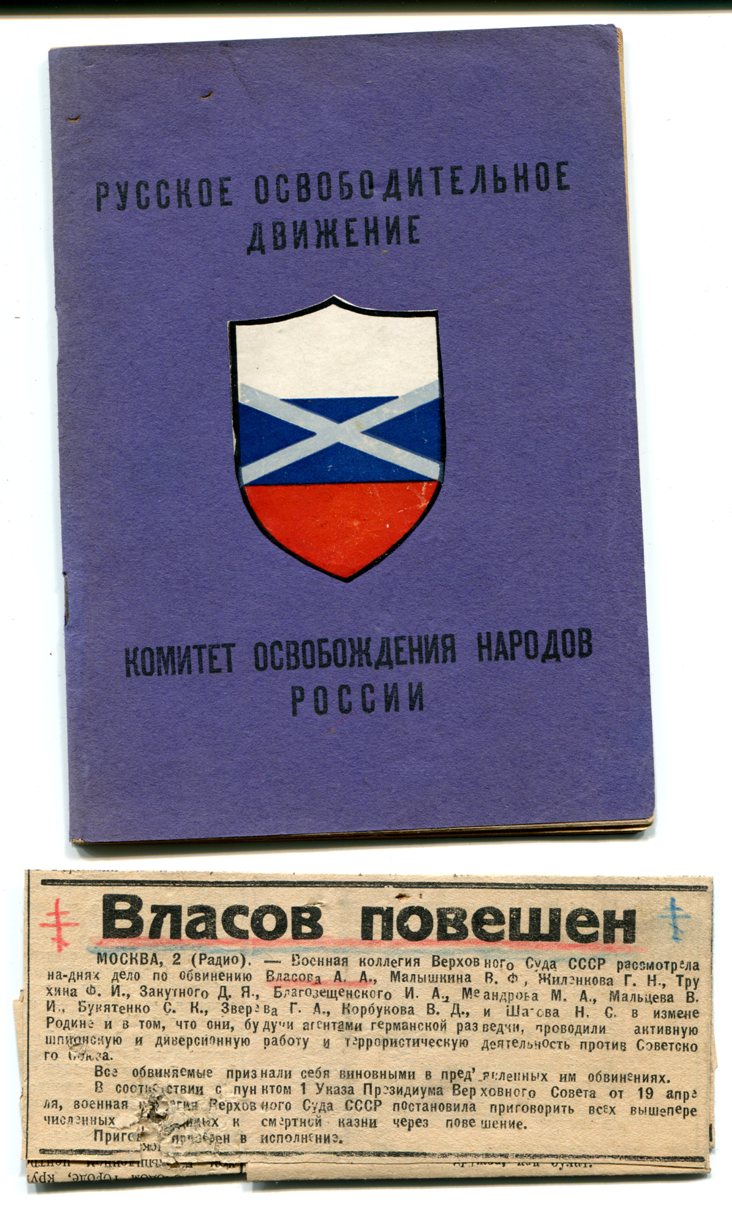 РУССКОЕ ОСВОБОДИТЕЛЬНОЕ
ДВИЖЕНИЕ
КОМИТЕТ ОСВОБОЖДЕНИЯ НАРОДОВ
РОССИИ
Власов повешен
МОСКВА, 2 (Радио). — Военная коллегия Верховного Суда СССР рассмотрела
на-днях дело по обвинению Власова А. А., Малышкина В. Ф., Жиленкова Г. Н., Тру
хина Ф. И., Закутного Д. Я., Благовещенского И. А., Меандрова М. А., Мальцева В.
И., Буняченко С. К., Зверева Г. А., Корбукова В. Д., и Шатова Н. С. в измене
Родине и в том, что они, будучи агентами германской разведки, проводили активную
шпионскую и диверсионную работу и террористическую деятельность против Советско
го Союза.
Все обвиняемые признали себя виновными в пред'явленных им обвинениях.
В соответствии с пунктом 1 Указа Президиума Верховного Совета от 19 апре
ля, военная коллегия Верховного Суда СССР постановила приговорить всех вышепере
численных к смертной казни через повешение.
Приговор приведен в исполнение.